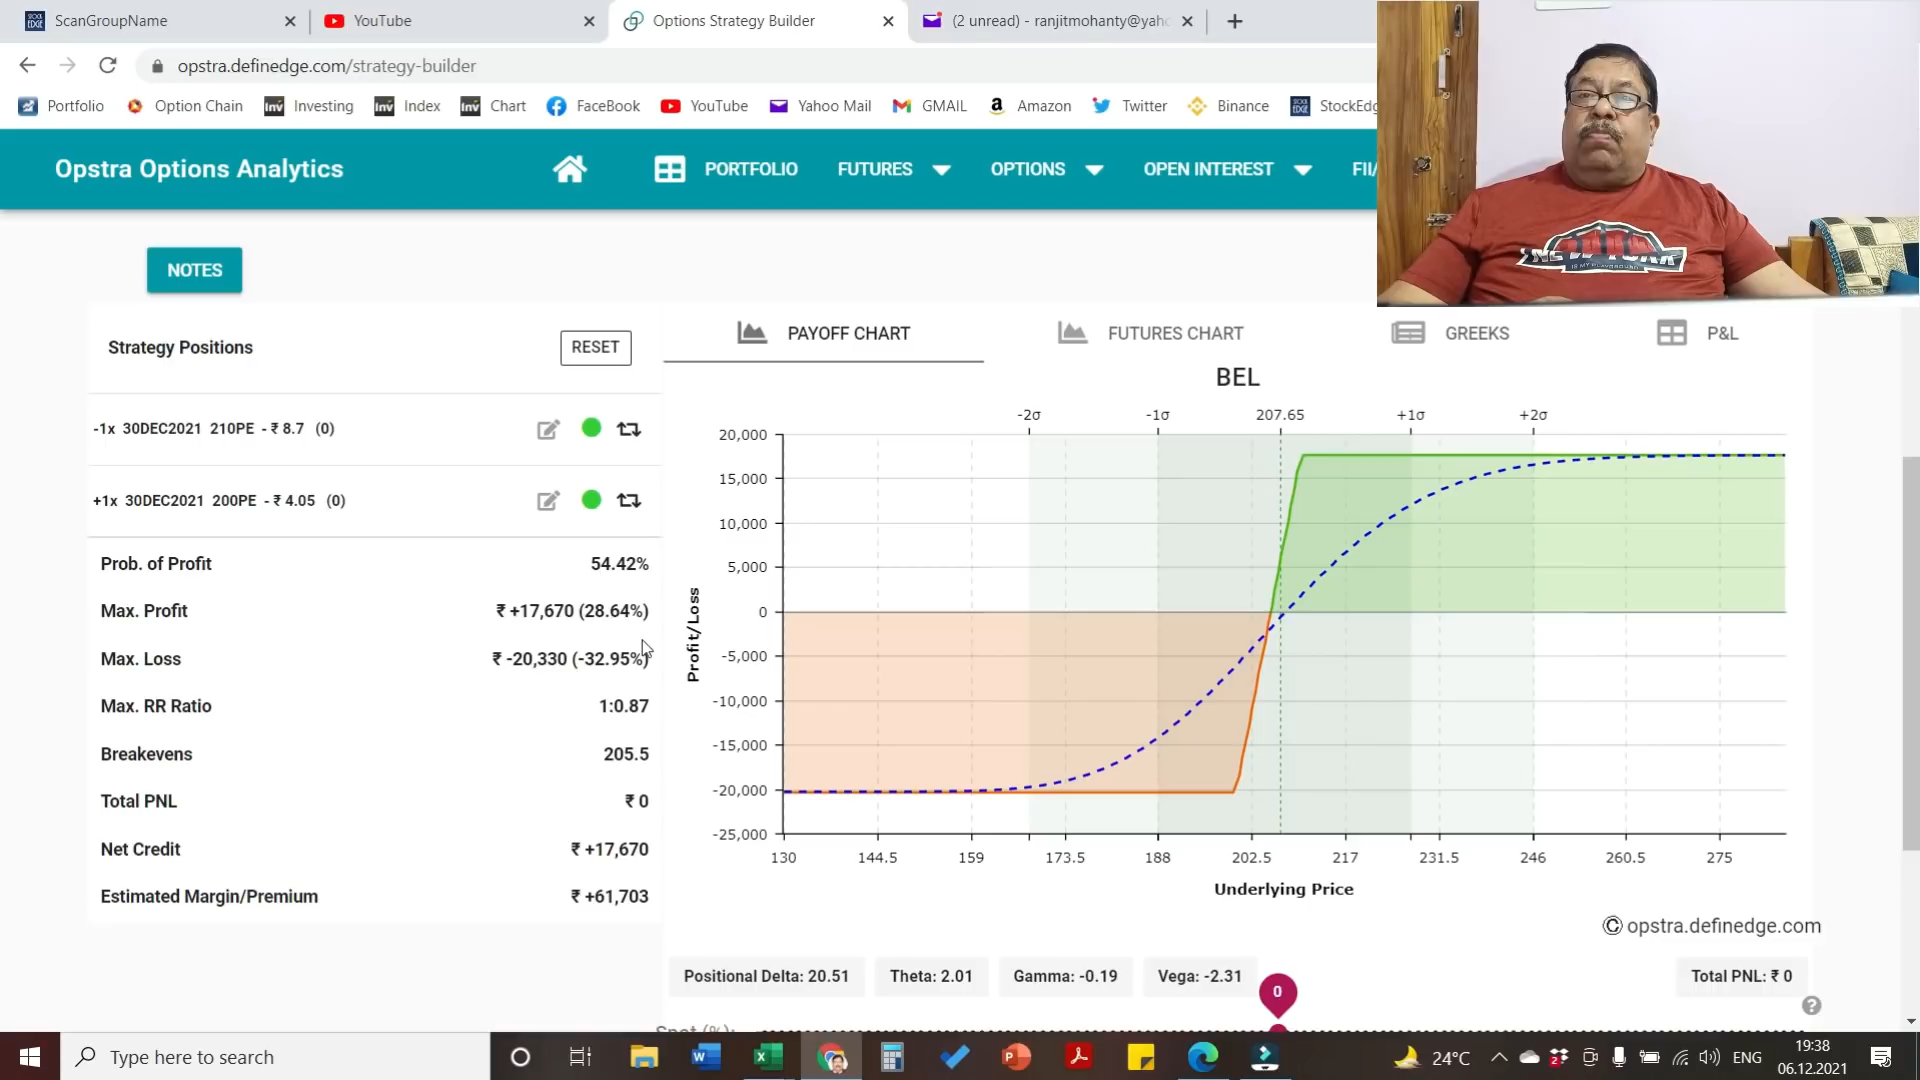 ScanGroupName
YouTube
Options Strategy Builder
(2 unread) - ranjitmohanty@yah
opstra.definedge.com/strategy-builder
Portfolio
Option Chain
Investing
Index
Chart
FaceBook
YouTube
Yahoo Mail
GMAIL
Amazon
Twitter
Binance
StockEdg
Opstra Options Analytics
PORTFOLIO
FUTURES
OPTIONS
OPEN INTEREST
FII/
NEW YORK
IS MY PLAYGROUND
NOTES
Strategy Positions
RESET
PAYOFF CHART
FUTURES CHART
GREEKS
P&L
BEL
-2σ -1σ 207.65 +1σ +2σ
-1x 30DEC2021 210PE - ₹ 8.7 (0)
+1x 30DEC2021 200PE - ₹ 4.05 (0)
Prob. of Profit 54.42%
Max. Profit ₹ +17,670 (28.64%)
Max. Loss ₹ -20,330 (-32.95%)
Max. RR Ratio 1:0.87
Breakevens 205.5
Total PNL ₹ 0
Net Credit ₹ +17,670
Estimated Margin/Premium ₹ +61,703
20,000
15,000
10,000
5,000
0
-5,000
-10,000
-15,000
-20,000
-25,000
Profit/Loss
130 144.5 159 173.5 188 202.5 217 231.5 246 260.5 275
Underlying Price
© opstra.definedge.com
Positional Delta: 20.51
Theta: 2.01
Gamma: -0.19
Vega: -2.31
0
Total PNL: ₹ 0
Spot (%):
Type here to search
24°C
ENG
19:38
06.12.2021